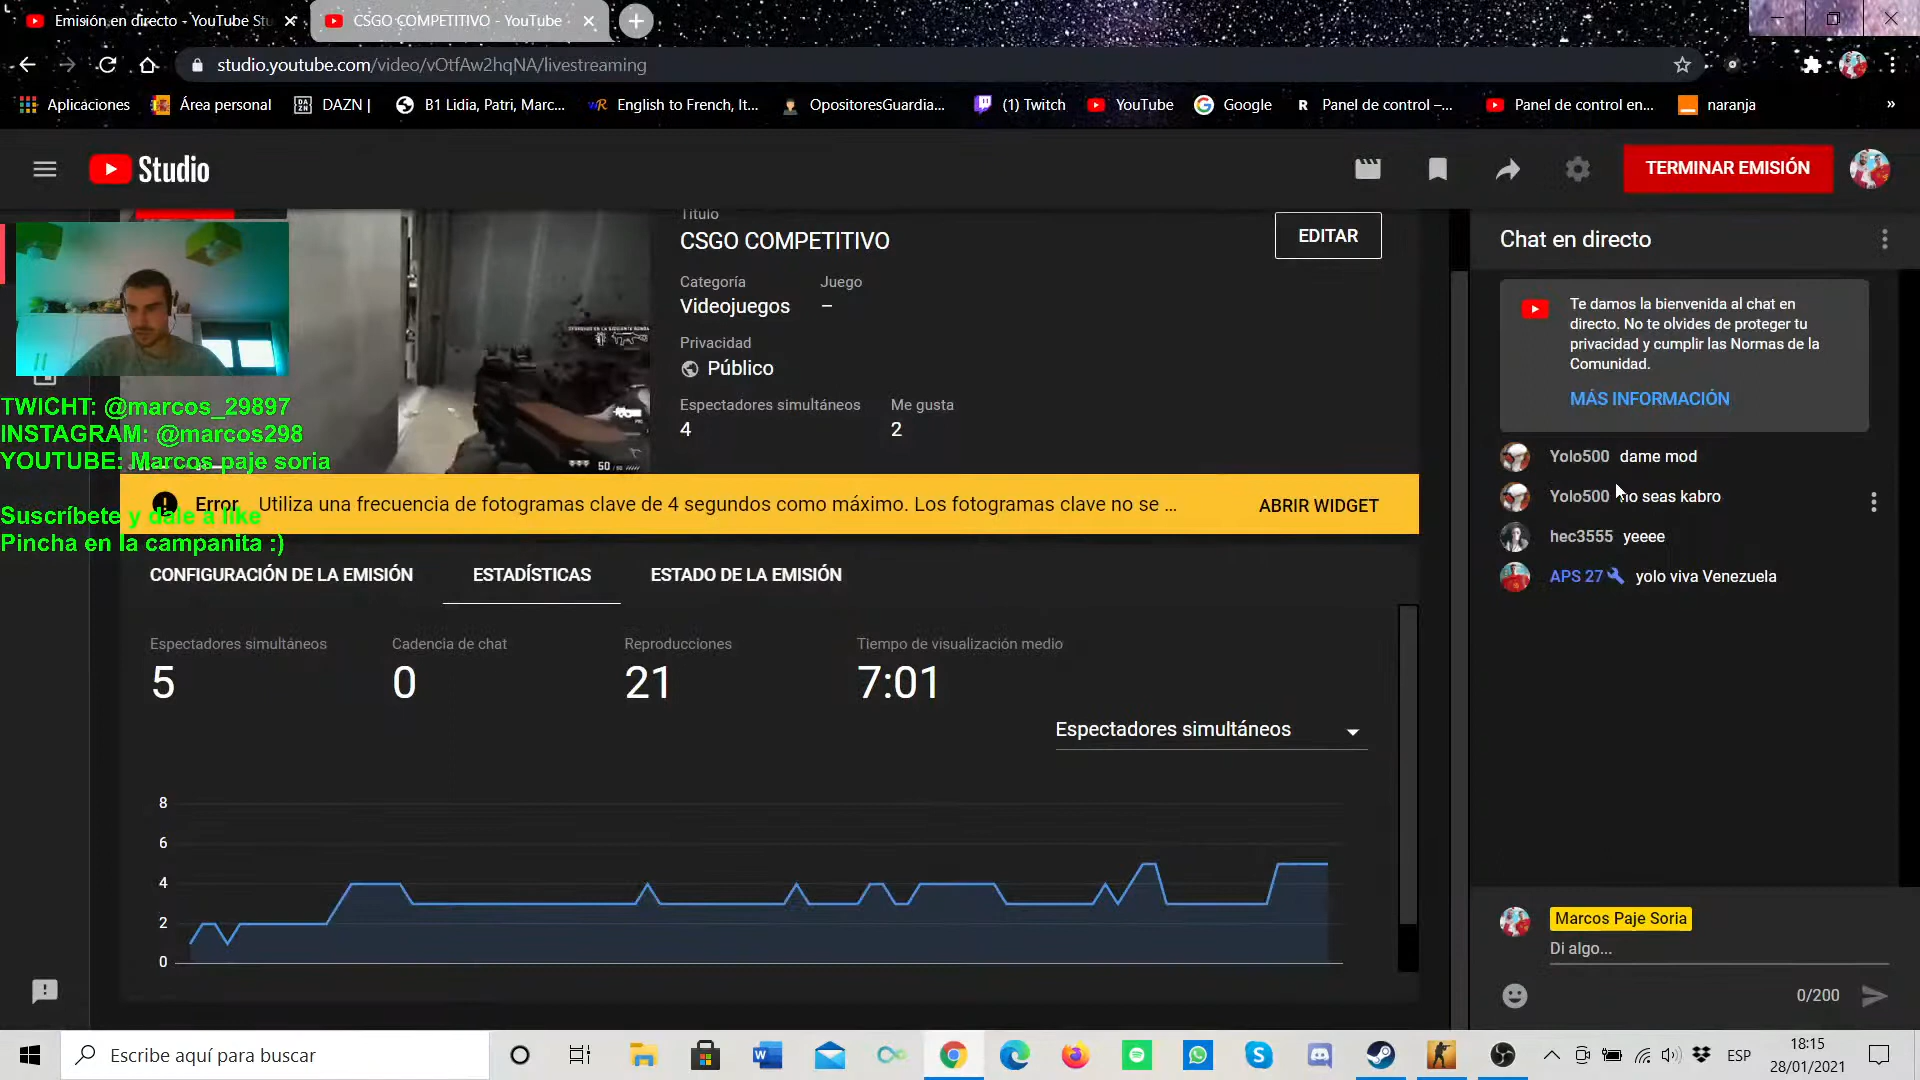 Emisión en directo - YouTube Stu
CSGO COMPETITIVO - YouTube
studio.youtube.com/video/vOtfAw2hqNA/livestreaming
Aplicaciones
Área personal
DAZN |
B1 Lidia, Patri, Marc...
English to French, It...
OpositoresGuardia...
(1) Twitch
YouTube
Google
Panel de control –...
Panel de control en...
naranja
»
Studio
TERMINAR EMISIÓN
Título
CSGO COMPETITIVO
EDITAR
Categoría
Juego
Videojuegos
–
Privacidad
Público
Espectadores simultáneos
Me gusta
4
2
50
TWICHT: @marcos_29897
INSTAGRAM: @marcos298
YOUTUBE: Marcos paje soria
Suscríbete y dale a like
Pincha en la campanita :)
Error
Utiliza una frecuencia de fotogramas clave de 4 segundos como máximo. Los fotogramas clave no se ...
ABRIR WIDGET
CONFIGURACIÓN DE LA EMISIÓN
ESTADÍSTICAS
ESTADO DE LA EMISIÓN
Espectadores simultáneos
Cadencia de chat
Reproducciones
Tiempo de visualización medio
5
0
21
7:01
Espectadores simultáneos
8
6
4
2
0
Chat en directo
Te damos la bienvenida al chat en
directo. No te olvides de proteger tu
privacidad y cumplir las Normas de la
Comunidad.
MÁS INFORMACIÓN
Yolo500 dame mod
Yolo500 no seas kabro
hec3555 yeeee
APS 27 yolo viva Venezuela
Marcos Paje Soria
Di algo...
0/200
Escribe aquí para buscar
ESP
18:15
28/01/2021